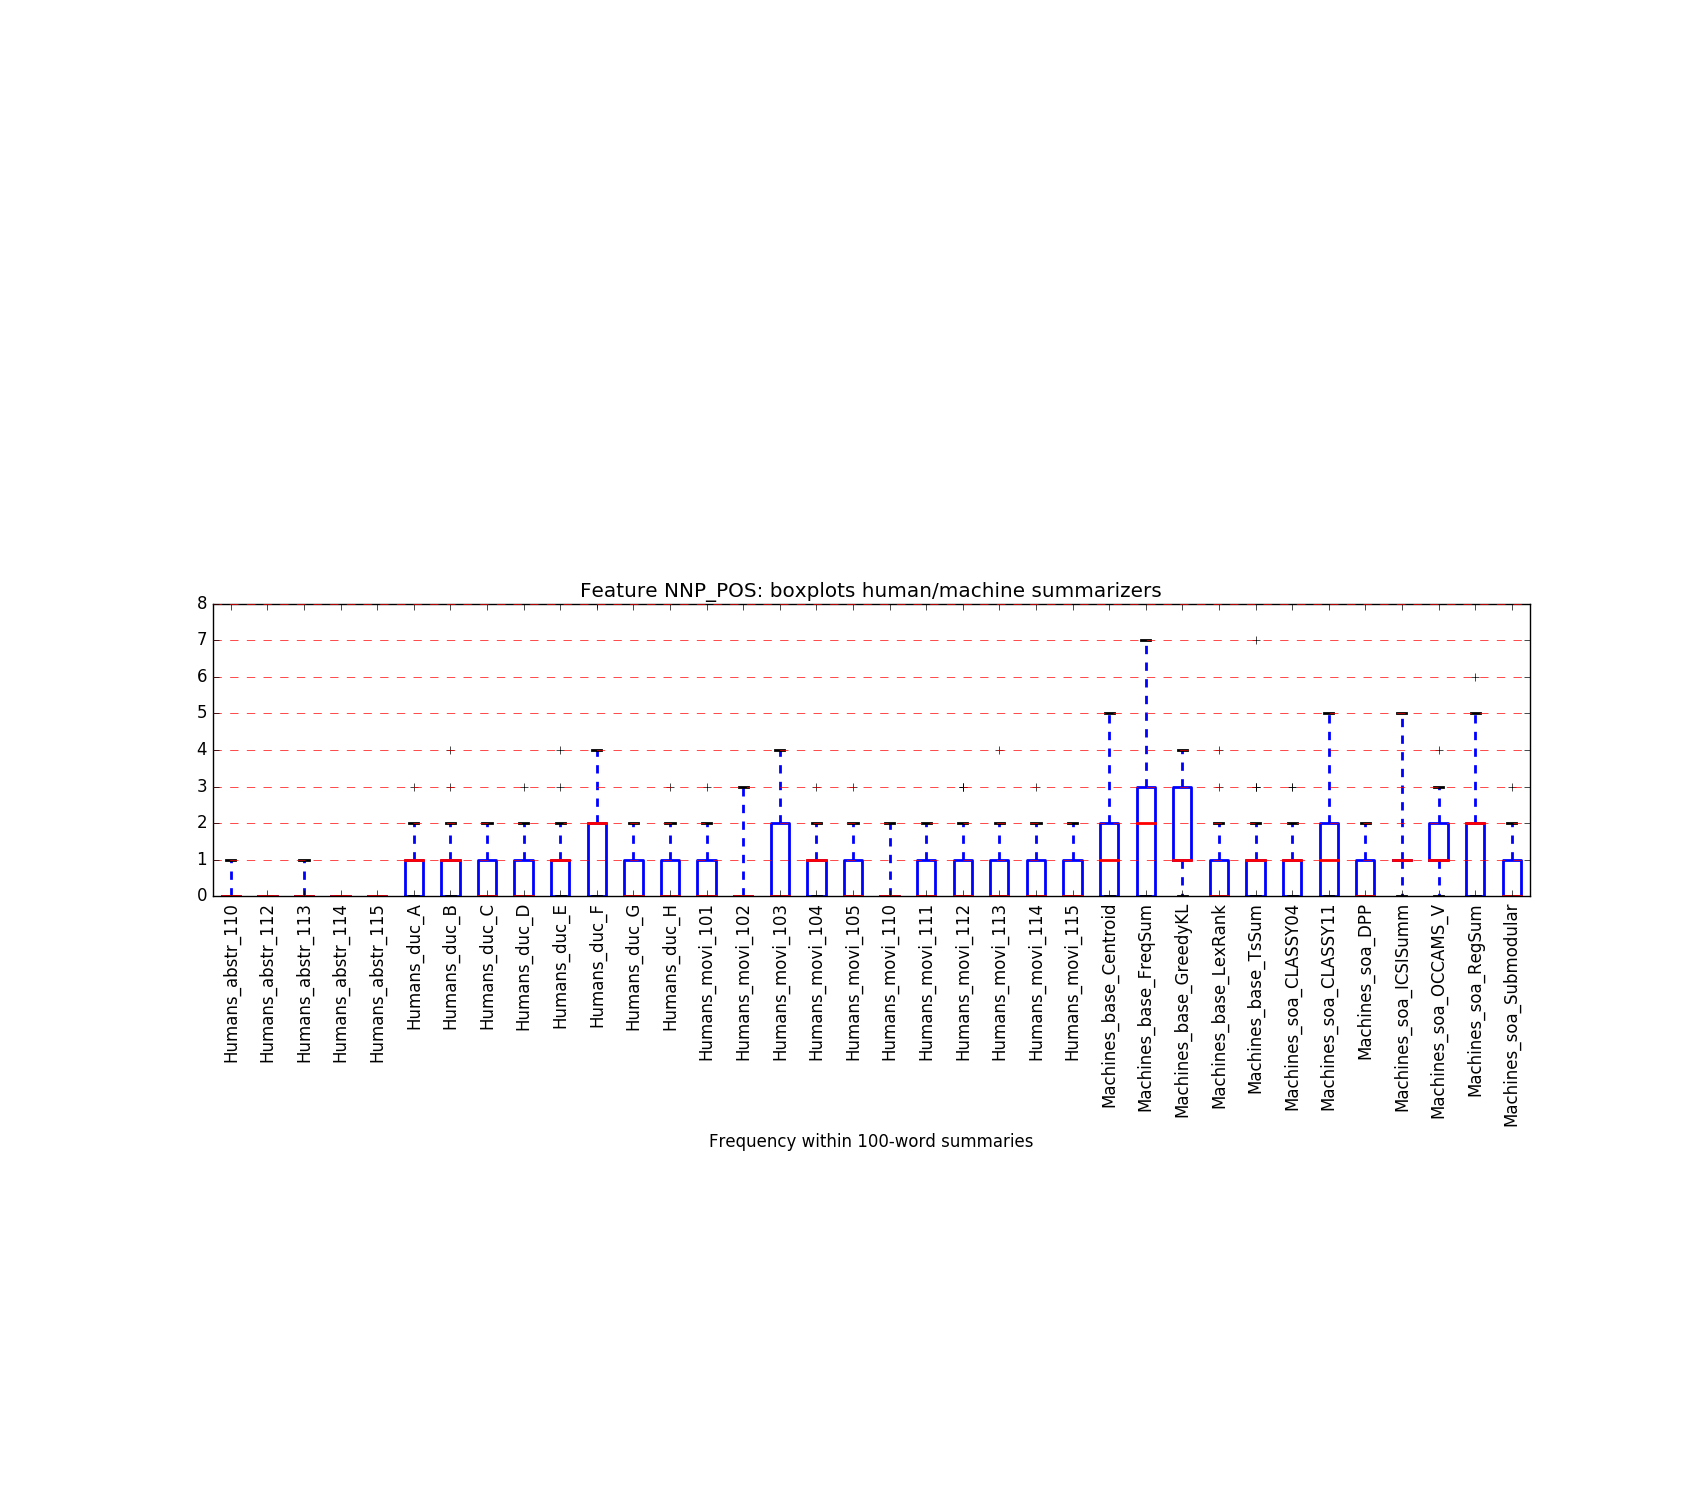 Feature NNP_POS: boxplots human/machine summarizers
8
7
6
5
4
3
2
1
0
Humans_abstr_110
Humans_abstr_112
Humans_abstr_113
Humans_abstr_114
Humans_abstr_115
Humans_duc_A
Humans_duc_B
Humans_duc_C
Humans_duc_D
Humans_duc_E
Humans_duc_F
Humans_duc_G
Humans_duc_H
Humans_movi_101
Humans_movi_102
Humans_movi_103
Humans_movi_104
Humans_movi_105
Humans_movi_110
Humans_movi_111
Humans_movi_112
Humans_movi_113
Humans_movi_114
Humans_movi_115
Machines_base_Centroid
Machines_base_FreqSum
Machines_base_GreedyKL
Machines_base_LexRank
Machines_base_TsSum
Machines_soa_CLASSY04
Machines_soa_CLASSY11
Machines_soa_DPP
Machines_soa_ICSISumm
Machines_soa_OCCAMS_V
Machines_soa_RegSum
Machines_soa_Submodular
Frequency within 100-word summaries